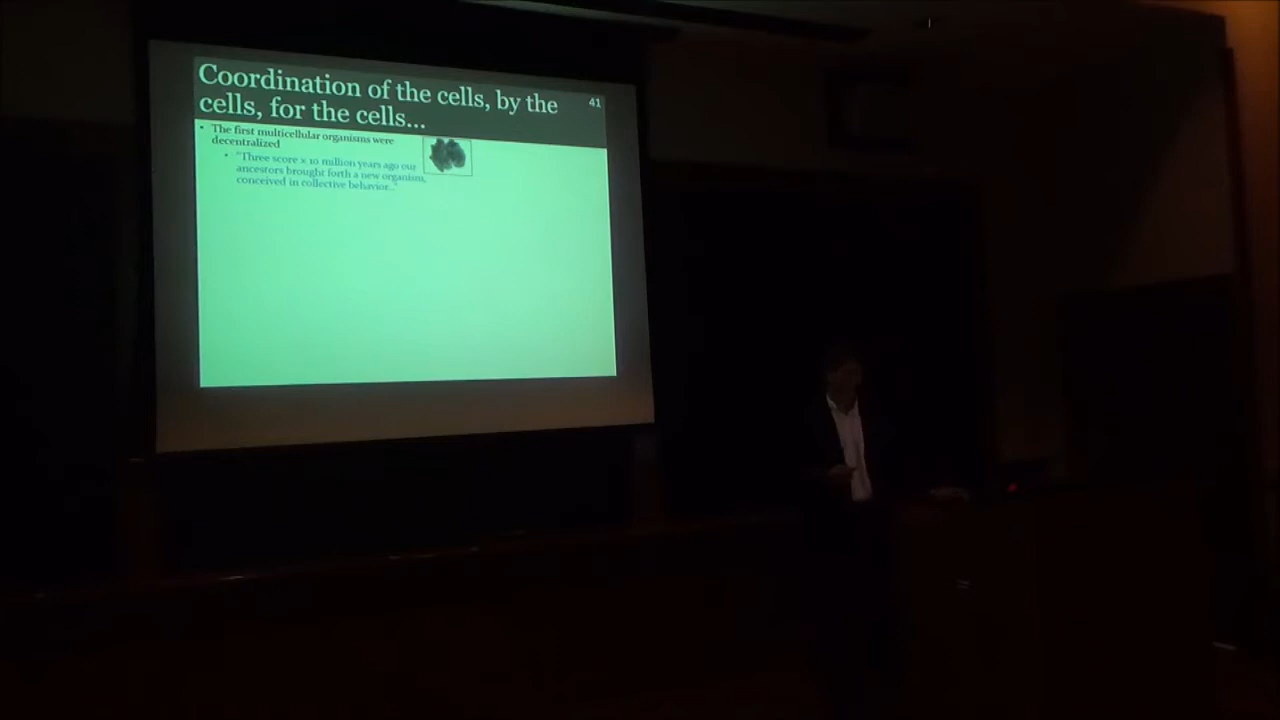 Coordination of the cells, by the
cells, for the cells...
41
• The first multicellular organisms were
decentralized
• "Three score x 10 million years ago our
ancestors brought forth a new organism,
conceived in collective behavior..."